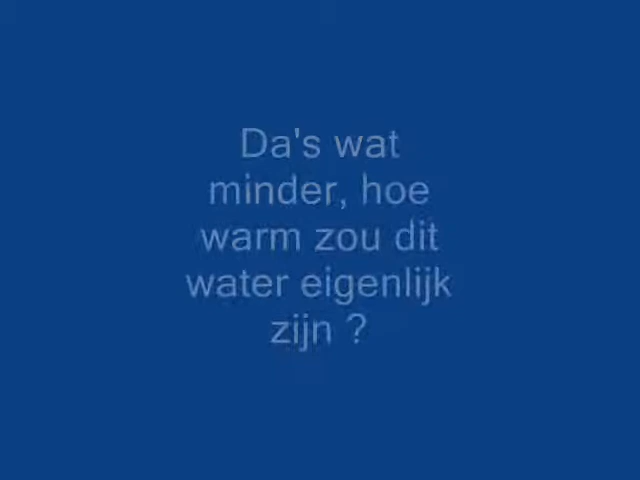 Da's wat
minder, hoe
warm zou dit
water eigenlijk
zijn ?